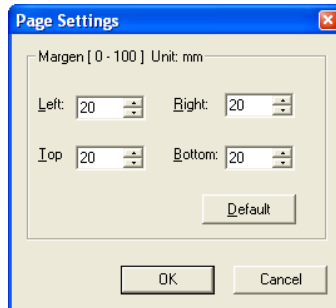 Page Settings
Margen [ 0 - 100 ] Unit: mm
Left: 20 Right: 20
Top 20 Bottom: 20
Default
OK Cancel